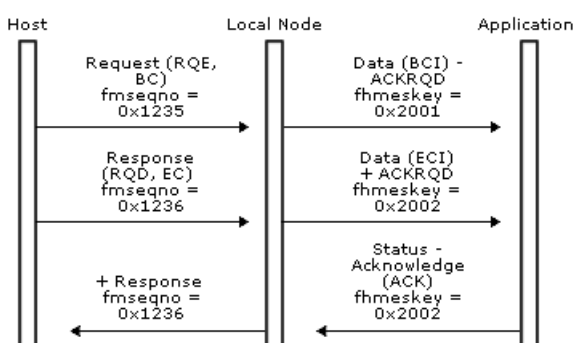 Host
Local Node
Application
Request (RQE,
BC)
fmseqno =
0x1235
Data (BCI) -
ACKRQD
fhmeskey =
0x2001
Response
(RQD, EC)
fmseqno =
0x1236
Data (ECI)
+ ACKRQD
fhmeskey =
0x2002
+ Response
fmseqno =
0x1236
Status -
Acknowledge
(ACK)
fhmeskey =
0x2002